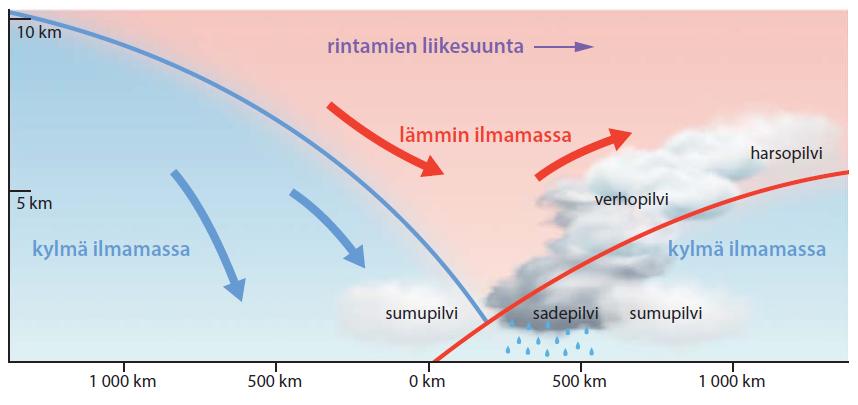 10 km
rintamien liikesuunta
lämmin ilmamassa
harsopilvi
5 km
verhopilvi
kylmä ilmamassa
kylmä ilmamassa
sumupilvi
sadepilvi
sumupilvi
1 000 km
500 km
0 km
500 km
1 000 km